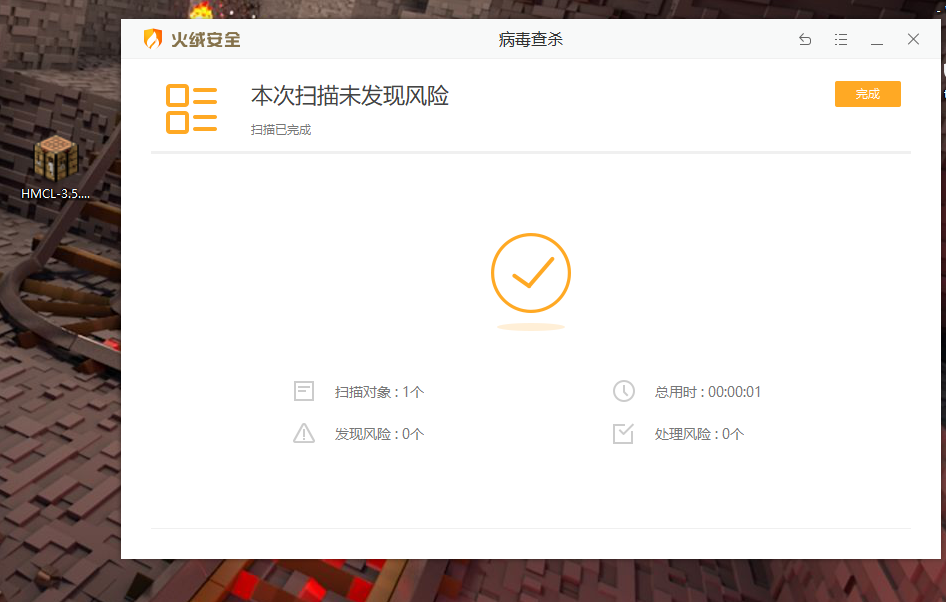 火绒安全
病毒查杀
本次扫描未发现风险
完成
扫描已完成
HMCL-3.5....
扫描对象 : 1个
总用时 : 00:00:01
发现风险 : 0个
处理风险 : 0个